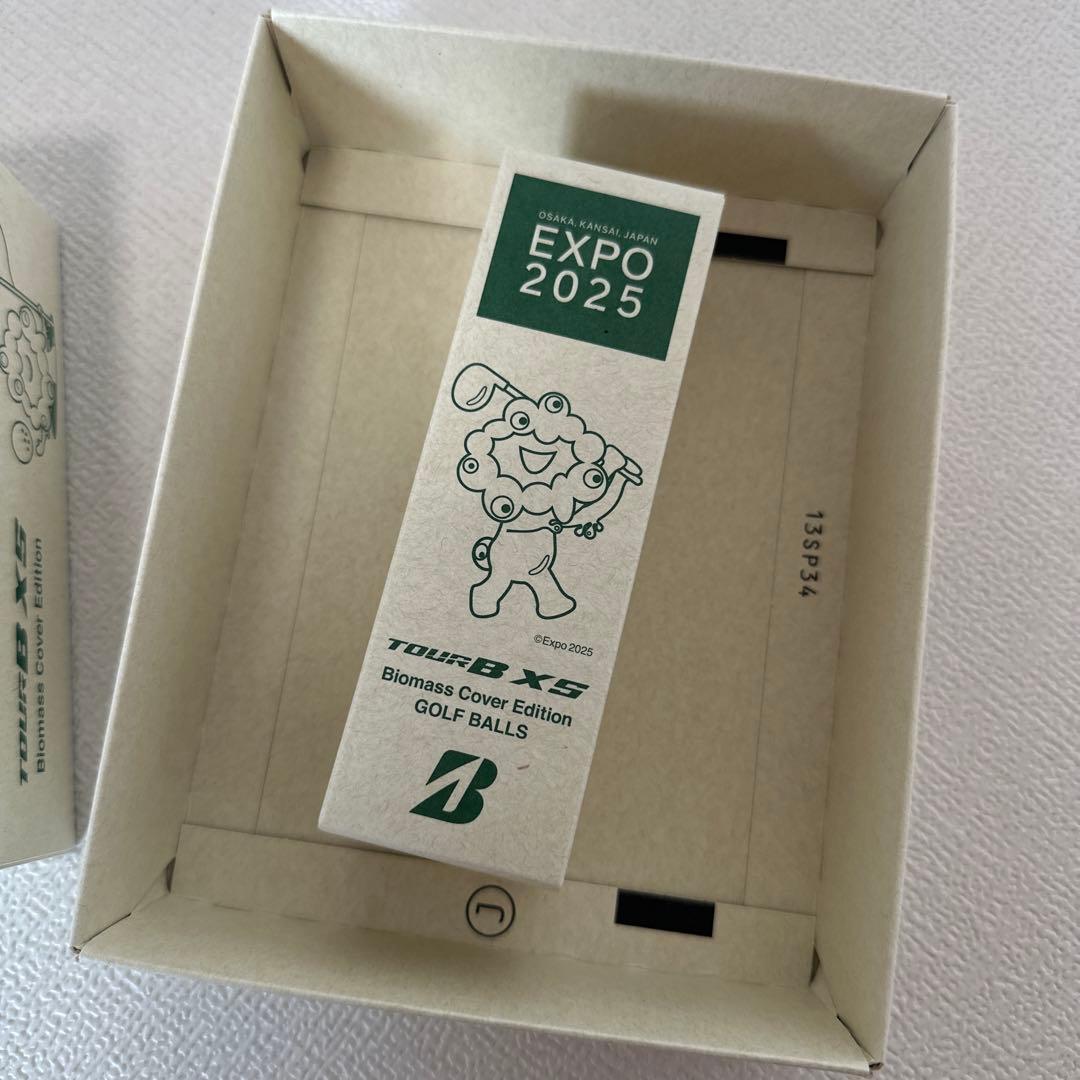 OSAKA, KANSAI, JAPAN
EXPO
2025
©Expo 2025
TOUR B XS
Biomass Cover Edition
GOLF BALLS
B
13SP34
TOUR B XS
Biomass Cover Edition